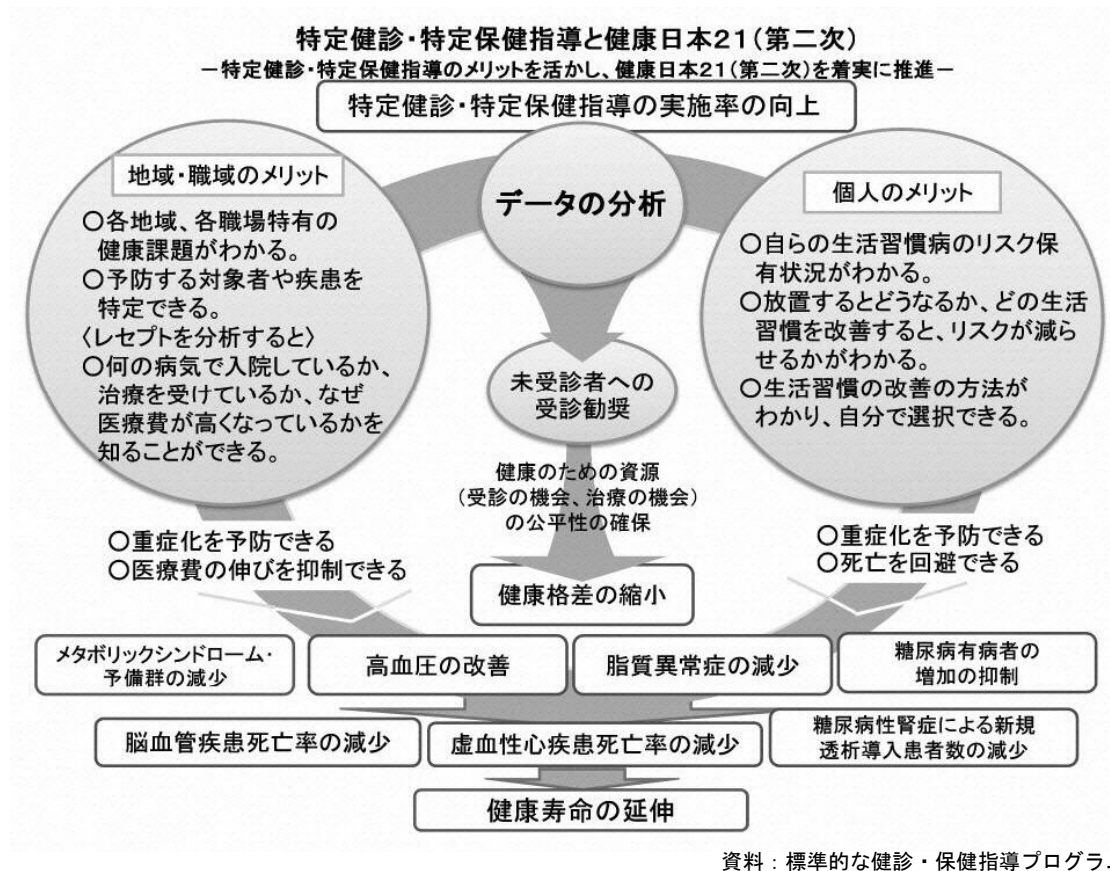 特定健診・特定保健指導と健康日本２１（第二次）
－特定健診・特定保健指導のメリットを活かし、健康日本２１（第二次）を着実に推進－
特定健診・特定保健指導の実施率の向上
地域・職域のメリット
〇各地域、各職場特有の
健康課題がわかる。
〇予防する対象者や疾患を
特定できる。
〈レセプトを分析すると〉
〇何の病気で入院しているか、
治療を受けているか、なぜ
医療費が高くなっているかを
知ることができる。
データの分析
個人のメリット
〇自らの生活習慣病のリスク保
有状況がわかる。
〇放置するとどうなるか、どの生活
習慣を改善すると、リスクが減ら
せるかがわかる。
〇生活習慣の改善の方法が
わかり、自分で選択できる。
未受診者への
受診勧奨
健康のための資源
（受診の機会、治療の機会）
の公平性の確保
〇重症化を予防できる
〇医療費の伸びを抑制できる
〇重症化を予防できる
〇死亡を回避できる
健康格差の縮小
メタボリックシンドローム・
予備群の減少
高血圧の改善
脂質異常症の減少
糖尿病有病者の
増加の抑制
脳血管疾患死亡率の減少
虚血性心疾患死亡率の減少
糖尿病性腎症による新規
透析導入患者数の減少
健康寿命の延伸
資料：標準的な健診・保健指導プログラ